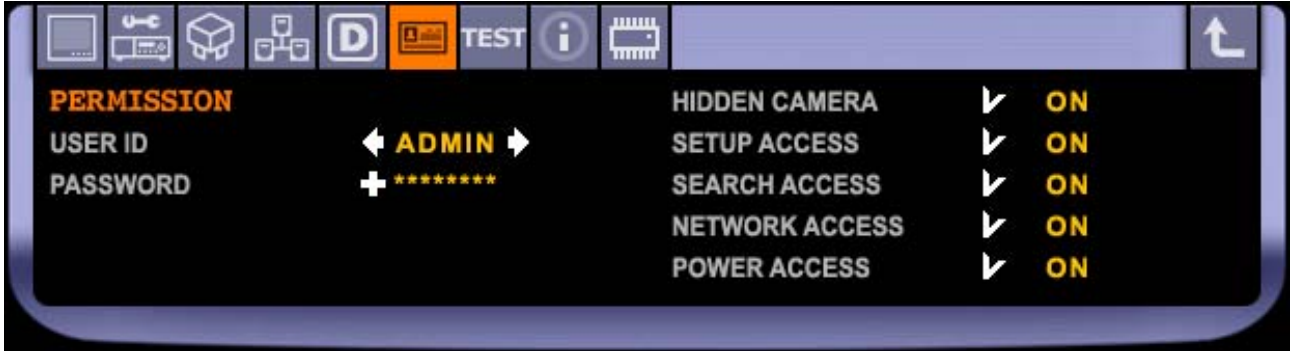 D TEST i
PERMISSION
USER ID ADMIN
PASSWORD ********
HIDDEN CAMERA ON
SETUP ACCESS ON
SEARCH ACCESS ON
NETWORK ACCESS ON
POWER ACCESS ON